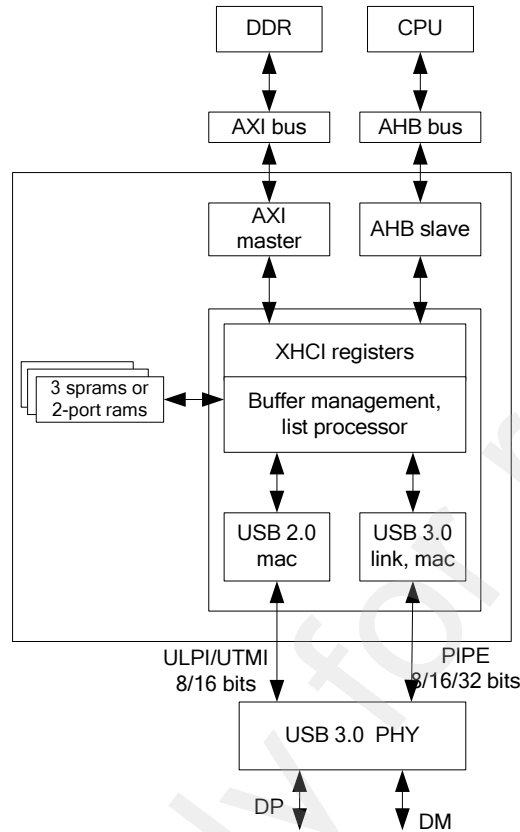 DDR
CPU
AXI bus
AHB bus
AXI
master
AHB slave
XHCI registers
3 sprams or
2-port rams
Buffer management,
list processor
USB 2.0
mac
USB 3.0
link, mac
ULPI/UTMI
8/16 bits
PIPE
8/16/32 bits
USB 3.0 PHY
DP
DM